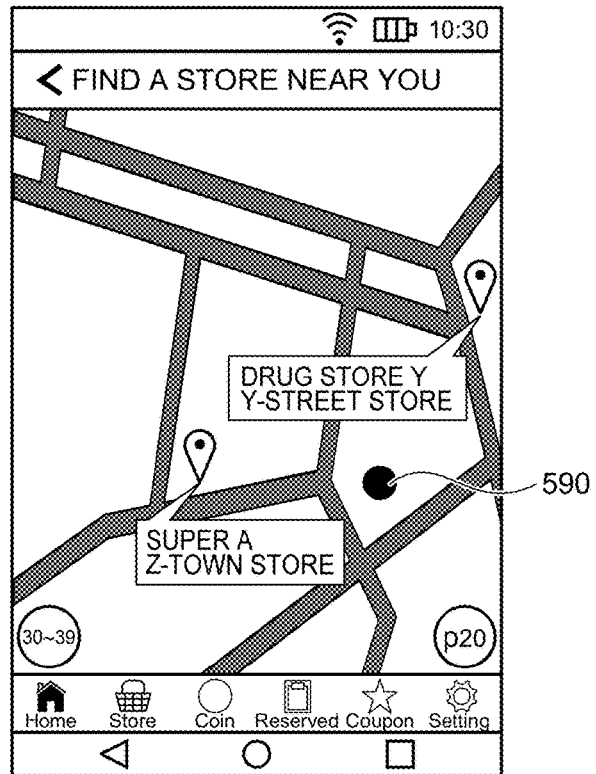 10:30
FIND A STORE NEAR YOU
DRUG STORE Y
Y-STREET STORE
590
SUPER A
Z-TOWN STORE
30~39
p20
Home Store Coin Reserved Coupon Setting